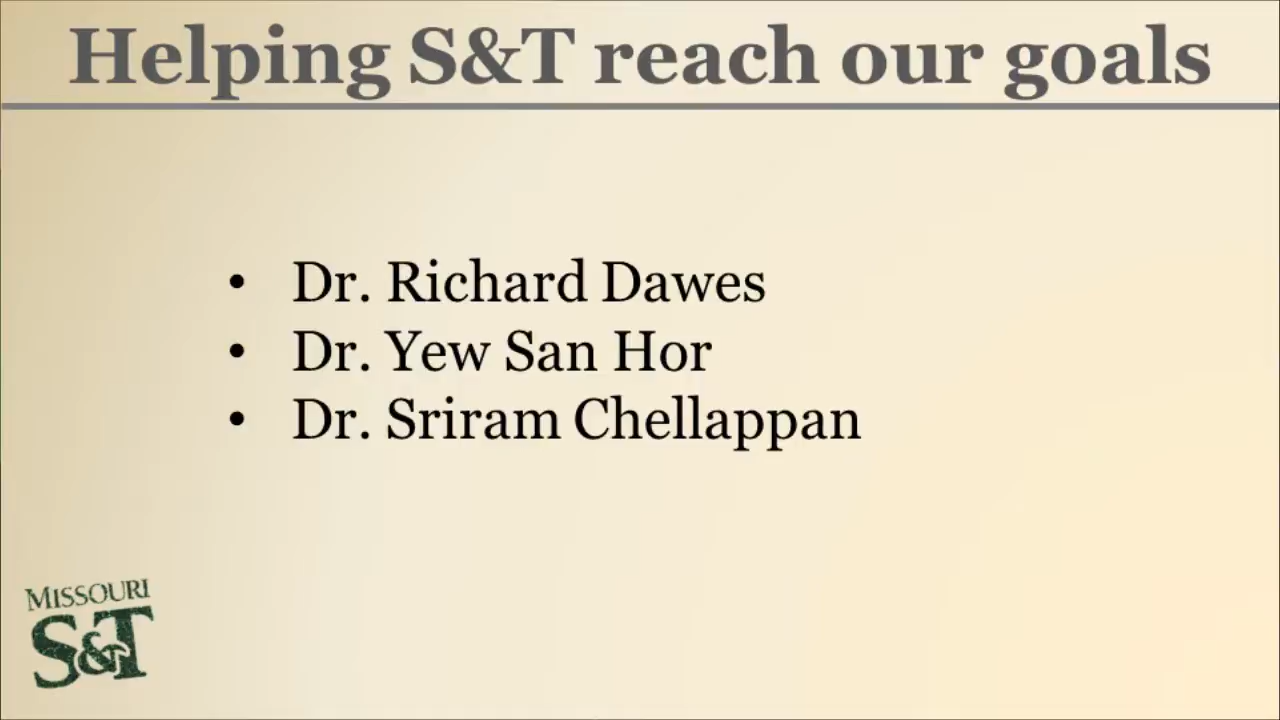 Helping S&T reach our goals
• Dr. Richard Dawes
• Dr. Yew San Hor
• Dr. Sriram Chellappan
MISSOURI
S&T